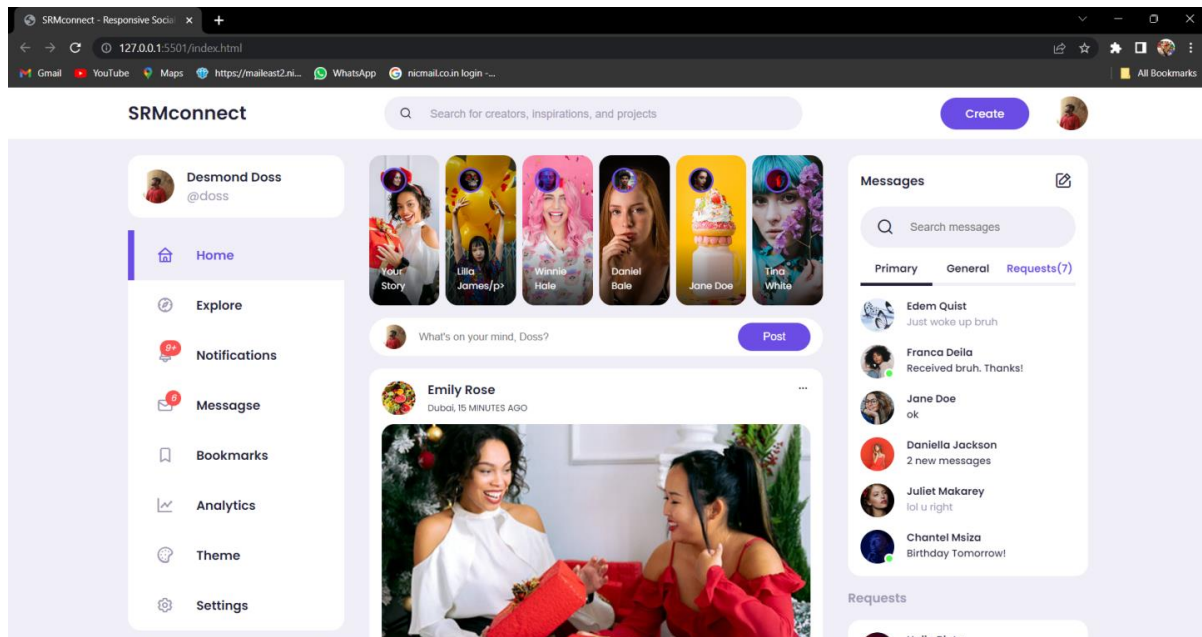 SRMconnect - Responsive Social
127.0.0.1:5501/index.html
Gmail YouTube Maps https://maileast2.ni... WhatsApp nicmail.co.in login -... All Bookmarks
SRMconnect
Search for creators, inspirations, and projects
Create
Desmond Doss
@doss
Home
Explore
9+
Notifications
6
Messagse
Bookmarks
Analytics
Theme
Settings
Your
Story
Lilla
James/p>
Winnie
Hale
Daniel
Bale
Jane Doe
Tina
White
What's on your mind, Doss?
Post
Emily Rose
Dubai, 15 MINUTES AGO
Messages
Search messages
Primary General Requests(7)
Edem Quist
Just woke up bruh
Franca Deila
Received bruh. Thanks!
Jane Doe
ok
Daniella Jackson
2 new messages
Juliet Makarey
lol u right
Chantel Msiza
Birthday Tomorrow!
Requests